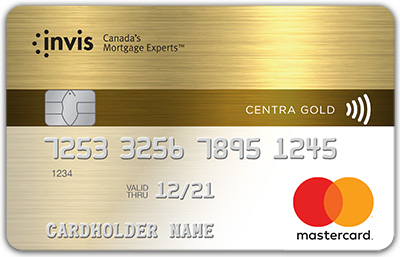 invis Canada's
Mortgage Experts™
CENTRA GOLD
7253 3256 7895 1245
1234
VALID
THRU 12/21
CARDHOLDER NAME
mastercard.